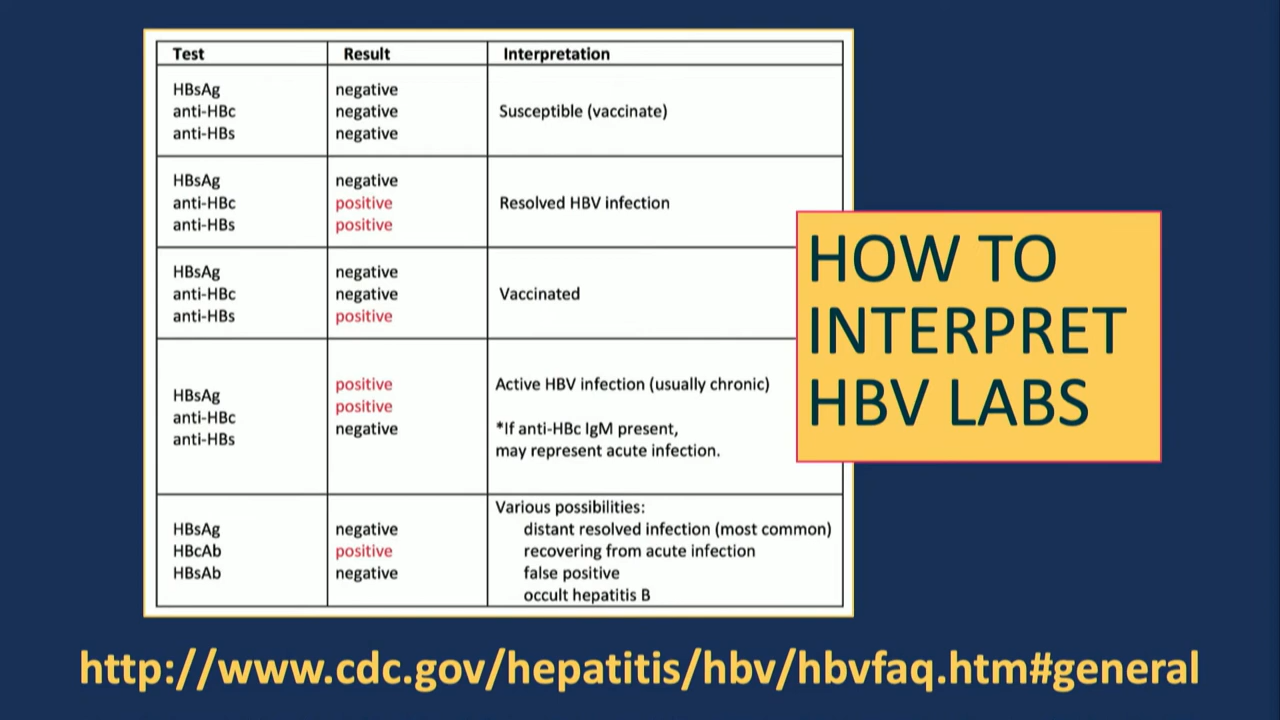 Test Result Interpretation
HBsAg negative
anti-HBc negative Susceptible (vaccinate)
anti-HBs negative
HBsAg negative
anti-HBc positive Resolved HBV infection
anti-HBs positive
HBsAg negative
anti-HBc negative Vaccinated
anti-HBs positive
HBsAg
anti-HBc
anti-HBs
positive
positive
negative
Active HBV infection (usually chronic)
*If anti-HBc IgM present,
may represent acute infection.
HBsAg
HBcAb
HBsAb
negative
positive
negative
Various possibilities:
distant resolved infection (most common)
recovering from acute infection
false positive
occult hepatitis B
HOW TO
INTERPRET
HBV LABS
http://www.cdc.gov/hepatitis/hbv/hbvfaq.htm#general